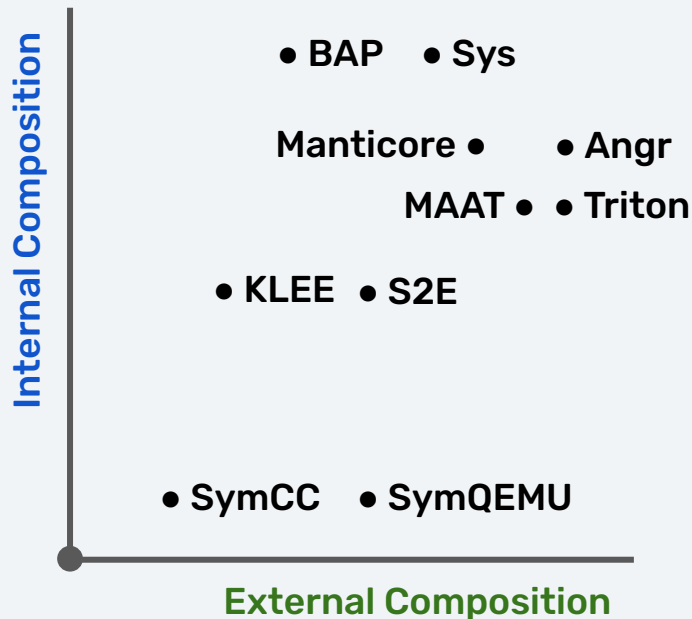 Internal Composition
BAP
Sys
Manticore
Angr
MAAT
Triton
KLEE
S2E
SymCC
SymQEMU
External Composition